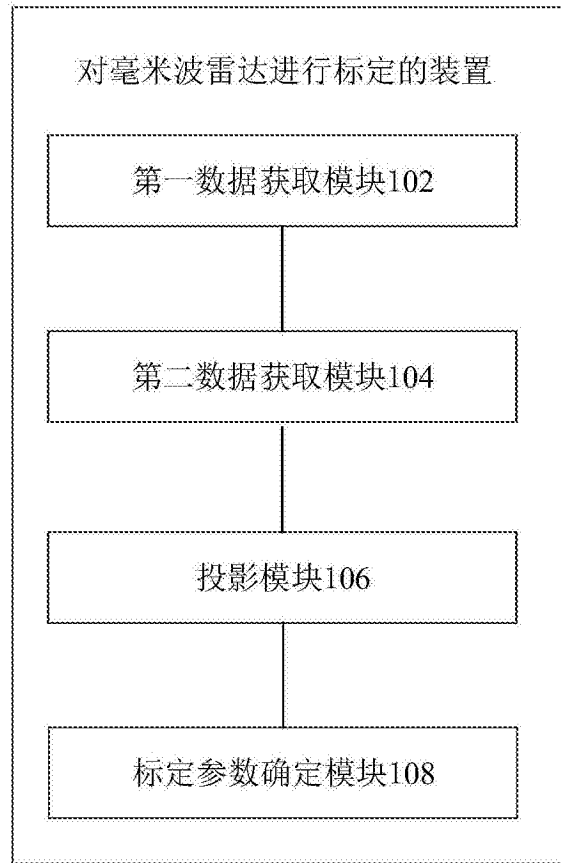 对毫米波雷达进行标定的装置
第一数据获取模块102
第二数据获取模块104
投影模块106
标定参数确定模块108